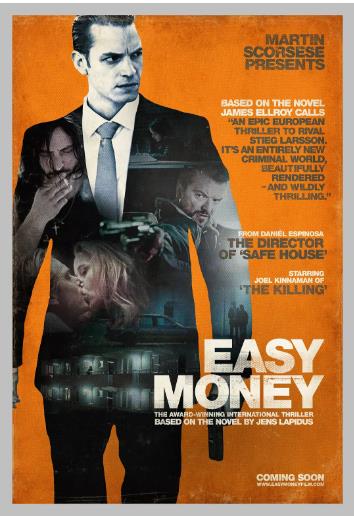 MARTIN
SCORSESE
PRESENTS
BASED ON THE NOVEL
JAMES ELLROY CALLS
"AN EPIC EUROPEAN
THRILLER TO RIVAL
STIEG LARSSON.
IT'S AN ENTIRELY NEW
CRIMINAL WORLD,
BEAUTIFULLY
RENDERED
- AND WILDLY
THRILLING."
FROM DANIÉL ESPINOSA
THE DIRECTOR
OF 'SAFE HOUSE'
STARRING
JOEL KINNAMAN OF
'THE KILLING'
EASY
MONEY
THE AWARD-WINNING INTERNATIONAL THRILLER
BASED ON THE NOVEL BY JENS LAPIDUS
COMING SOON
WWW.EASYMONEYFILM.COM